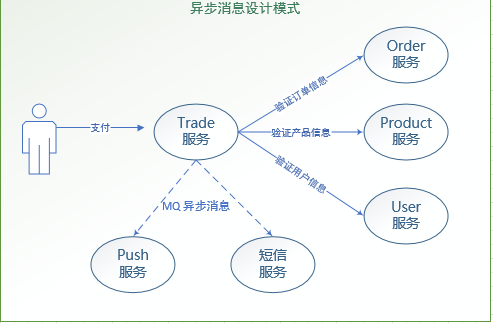 异步消息设计模式
Order
服务
验证订单信息
支付
Trade
服务
验证产品信息
Product
服务
验证用户信息
User
服务
MQ 异步消息
Push
服务
短信
服务